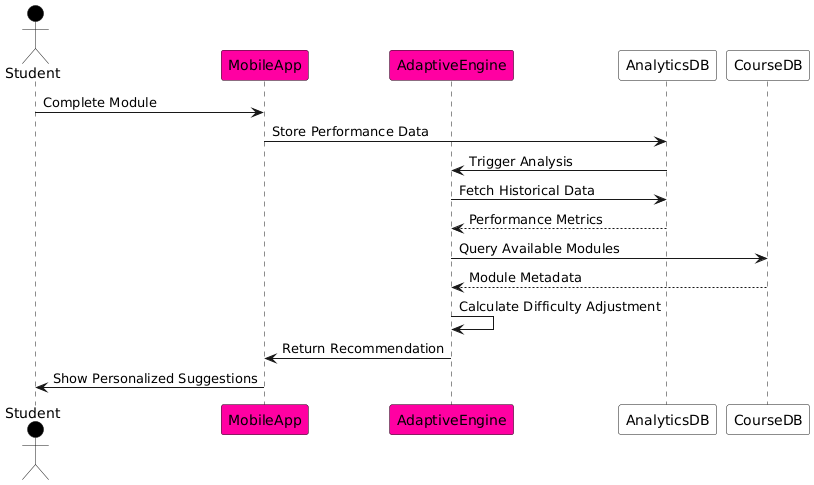 Student
MobileApp
AdaptiveEngine
AnalyticsDB
CourseDB
Complete Module
Store Performance Data
Trigger Analysis
Fetch Historical Data
Performance Metrics
Query Available Modules
Module Metadata
Calculate Difficulty Adjustment
Return Recommendation
Show Personalized Suggestions
Student
MobileApp
AdaptiveEngine
AnalyticsDB
CourseDB